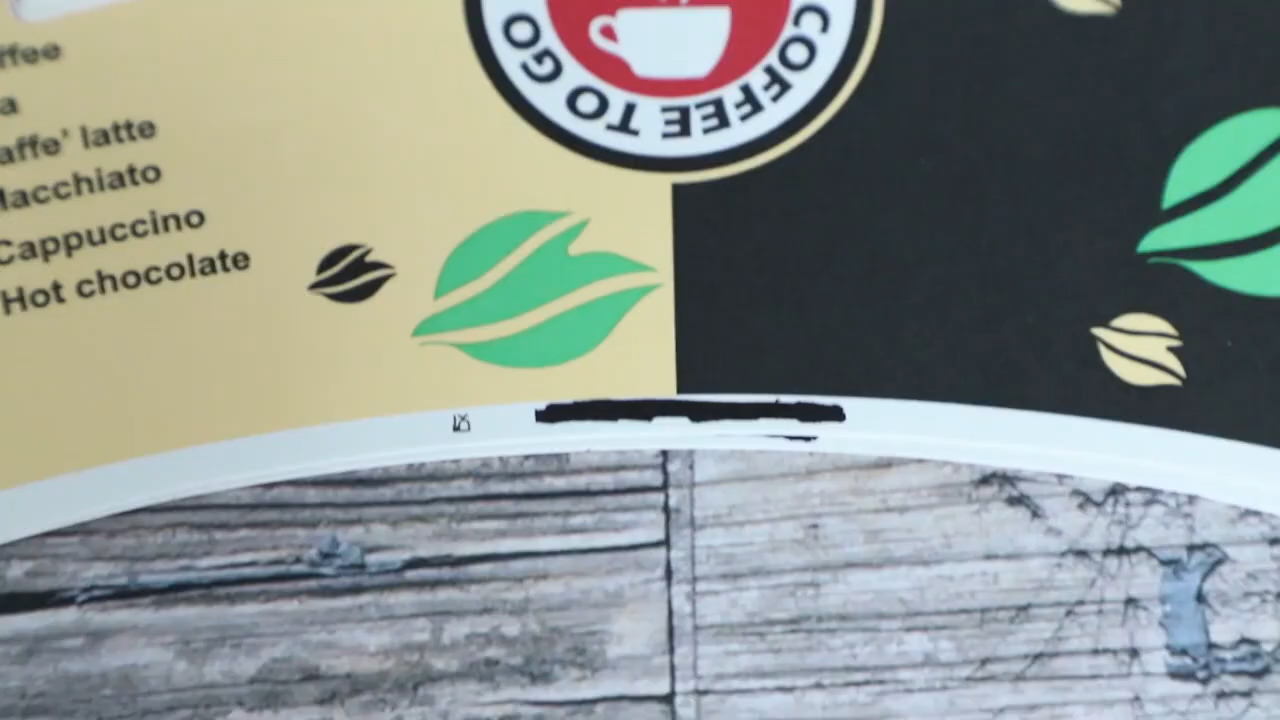 ffee
a
affe' latte
Macchiato
Cappuccino
Hot chocolate
COFFEE TO GO